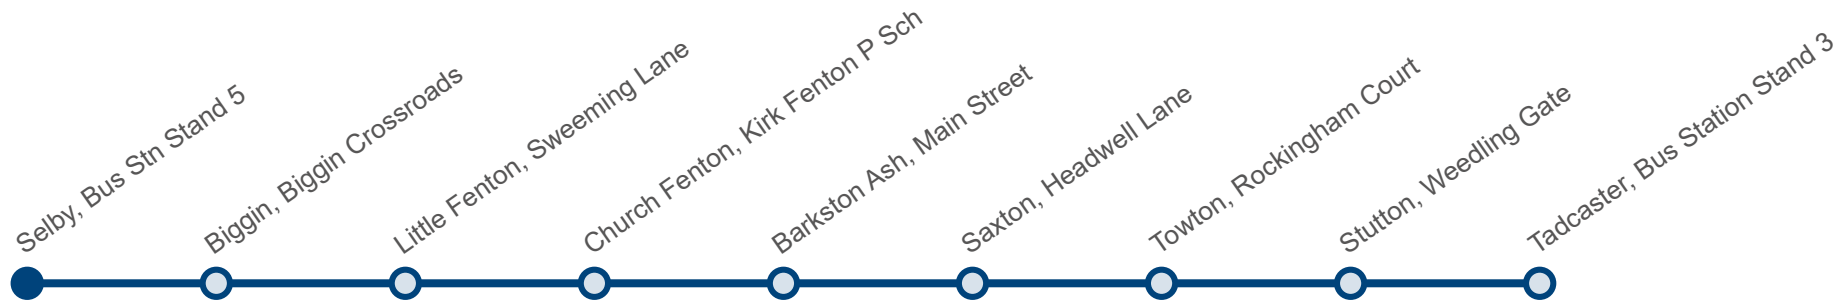 Selby, Bus Stn Stand 5
Biggin, Biggin Crossroads
Little Fenton, Sweeming Lane
Church Fenton, Kirk Fenton P Sch
Barkston Ash, Main Street
Saxton, Headwell Lane
Towton, Rockingham Court
Stutton, Weedling Gate
Tadcaster, Bus Station Stand 3